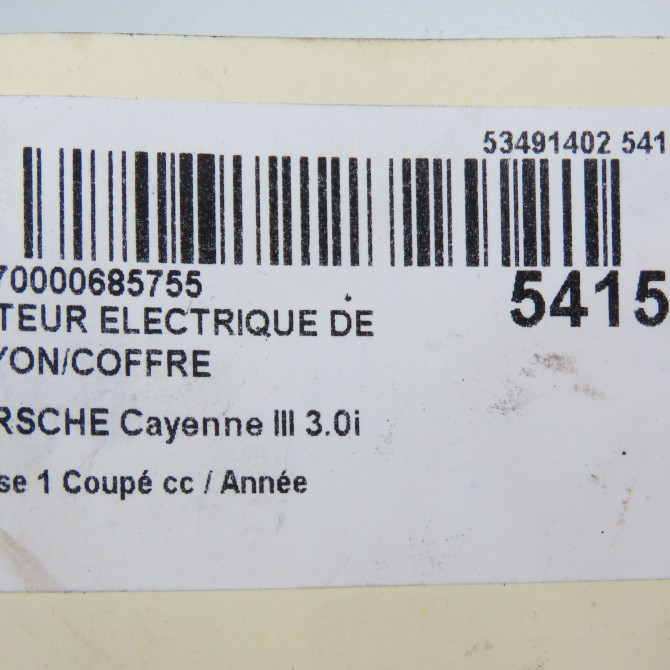 53491402 541
70000685755
5415
TEUR ELECTRIQUE DE
YON/COFFRE
RSCHE Cayenne III 3.0i
se 1 Coupé cc / Année